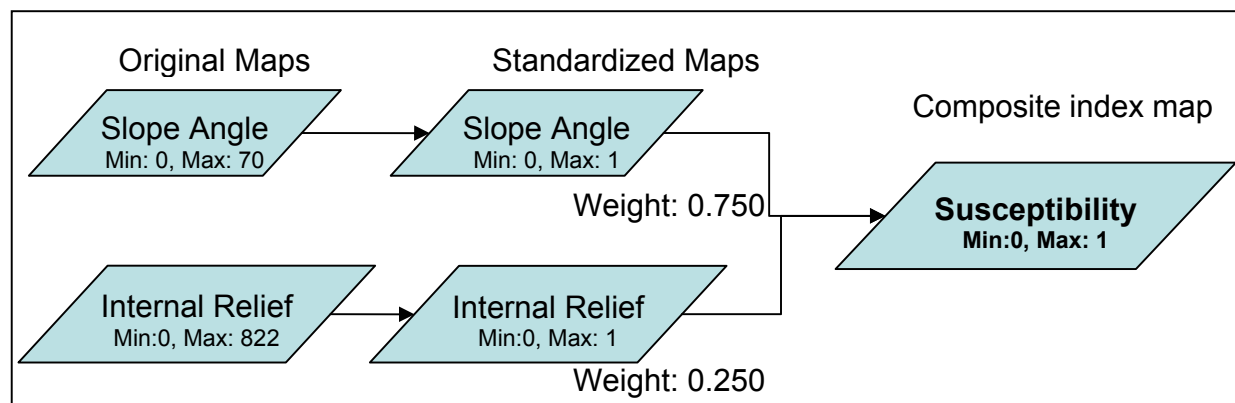 Original Maps
Standardized Maps
Composite index map
Slope Angle
Min: 0, Max: 70
Slope Angle
Min: 0, Max: 1
Weight: 0.750
Susceptibility
Min:0, Max: 1
Internal Relief
Min:0, Max: 822
Internal Relief
Min:0, Max: 1
Weight: 0.250